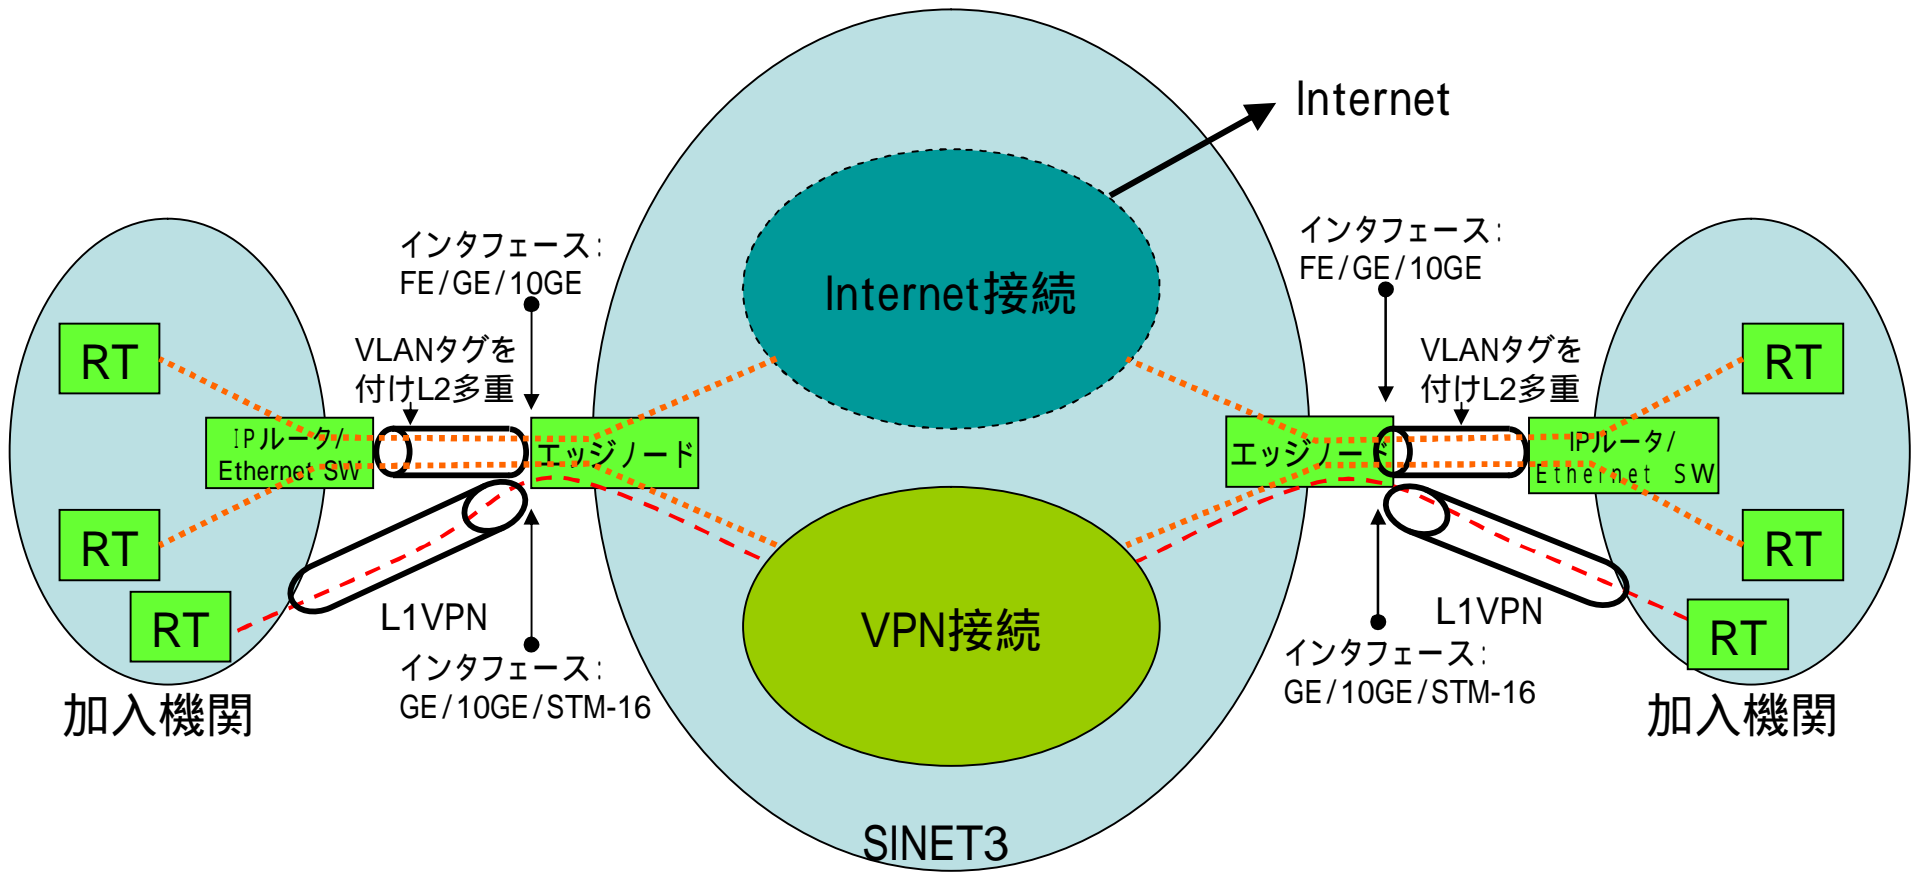 Internet
インタフェース:
FE/GE/10GE
インタフェース:
FE/GE/10GE
Internet接続
RT
VLANタグを
付けL2多重
VLANタグを
付けL2多重
RT
IPルータ/
Ethernet SW
エッジノード
エッジノード
IPルータ/
Ethernet SW
RT
RT
RT
L1VPN
VPN接続
L1VPN
RT
インタフェース:
GE/10GE/STM-16
インタフェース:
GE/10GE/STM-16
加入機関
加入機関
SINET3